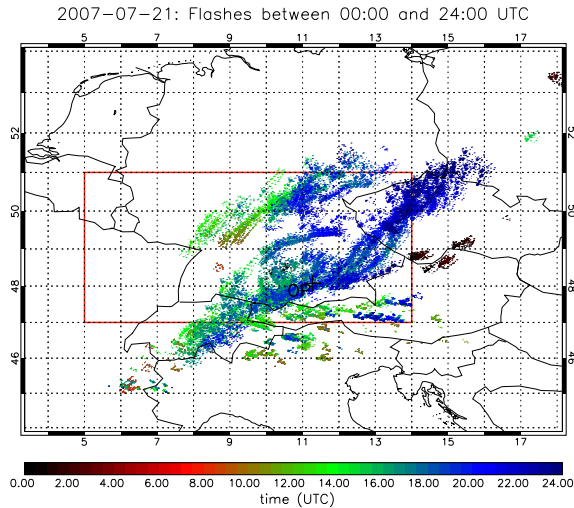 2007-07-21: Flashes between 00:00 and 24:00 UTC
5 7 9 11 13 15 17
52
50 50
48 48
46 46
OPF
5 7 9 11 13 15 17
0.00 2.00 4.00 6.00 8.00 10.00 12.00 14.00 16.00 18.00 20.00 22.00 24.00
time (UTC)